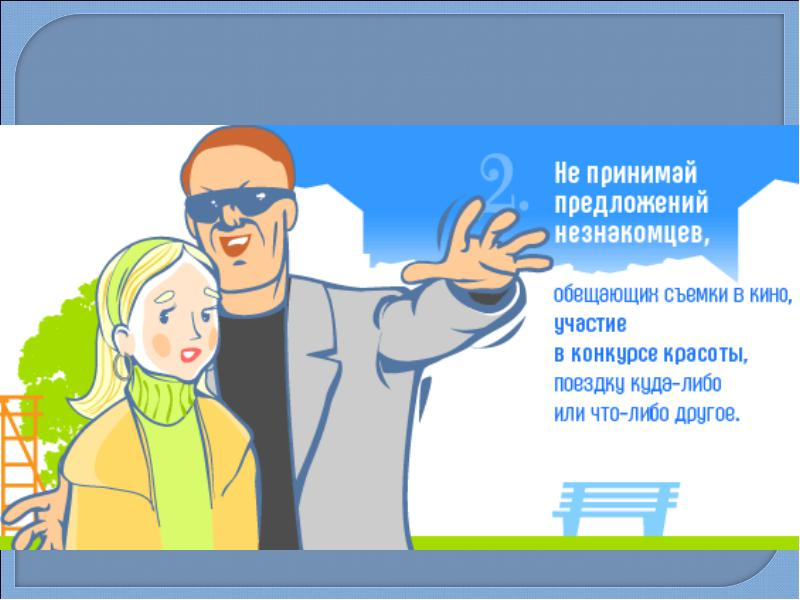 2.
Не принимай
предложений
незнакомцев,
обещающих съемки в кино,
участие
в конкурсе красоты,
поездку куда-либо
или что-либо другое.